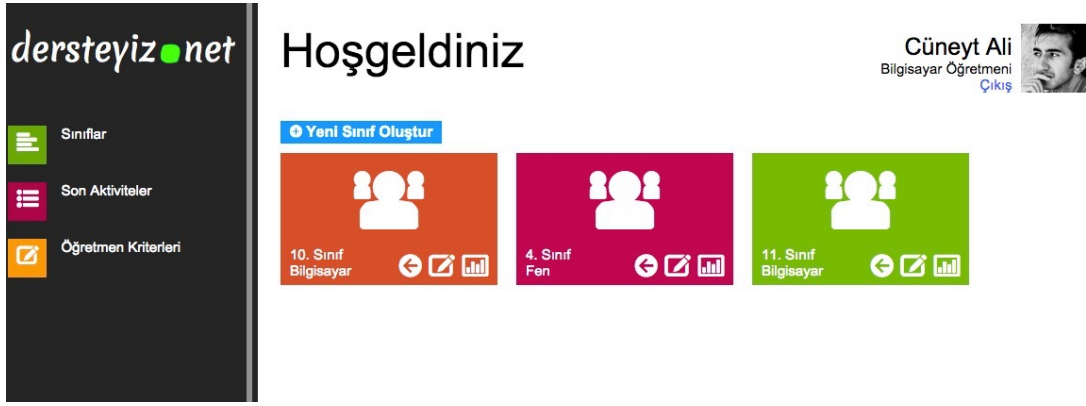 dersteyiz.net
Sınıflar
Son Aktiviteler
Öğretmen Kriterleri
Hoşgeldiniz
Cüneyt Ali
Bilgisayar Öğretmeni
Çıkış
Yeni Sınıf Oluştur
10. Sınıf
Bilgisayar
4. Sınıf
Fen
11. Sınıf
Bilgisayar